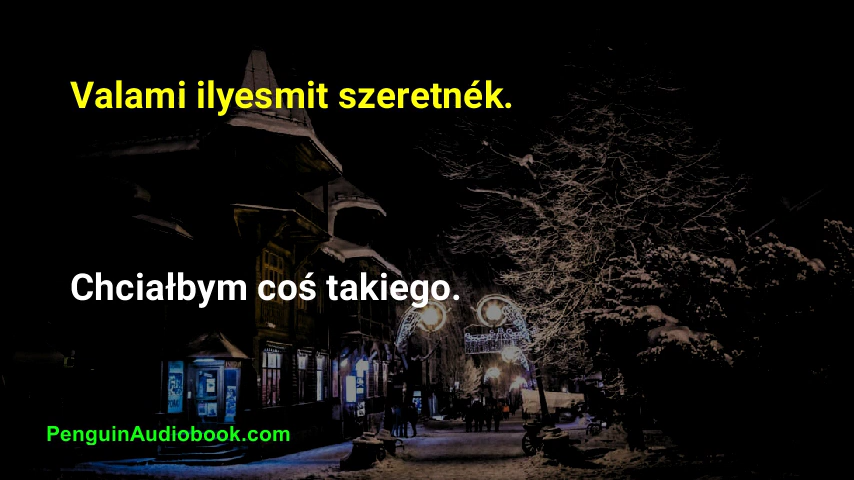 Valami ilyesmit szeretnék.
Chciałbym coś takiego.
PenguinAudiobook.com